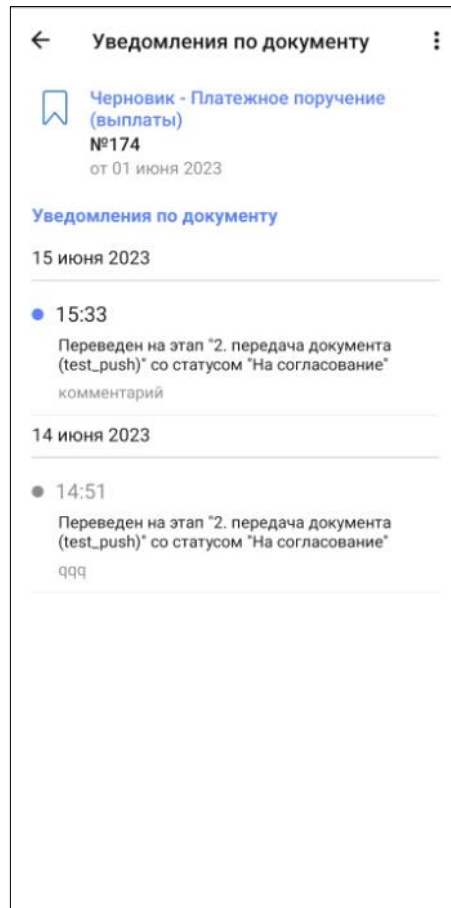 Уведомления по документу
Черновик - Платежное поручение
(выплаты)
№174
от 01 июня 2023
Уведомления по документу
15 июня 2023
15:33
Переведен на этап "2. передача документа
(test_push)" со статусом "На согласование"
комментарий
14 июня 2023
14:51
Переведен на этап "2. передача документа
(test_push)" со статусом "На согласование"
qqq